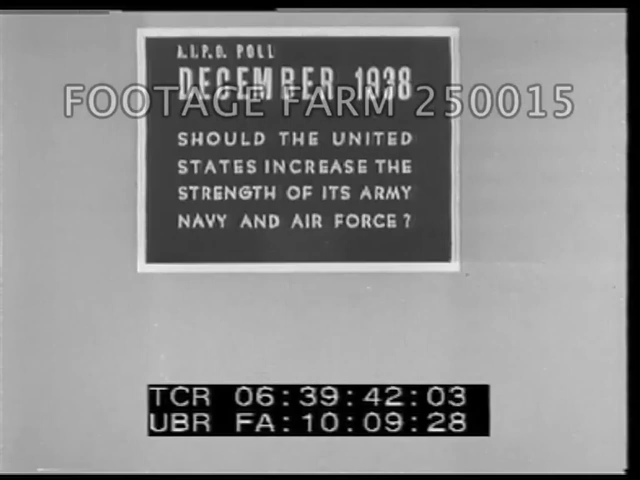 A.I.P.O. POLL
DECEMBER 1938
FOOTAGE FARM 250015
SHOULD THE UNITED
STATES INCREASE THE
STRENGTH OF ITS ARMY
NAVY AND AIR FORCE?
TCR 06:39:42:03
UBR FA:10:09:28